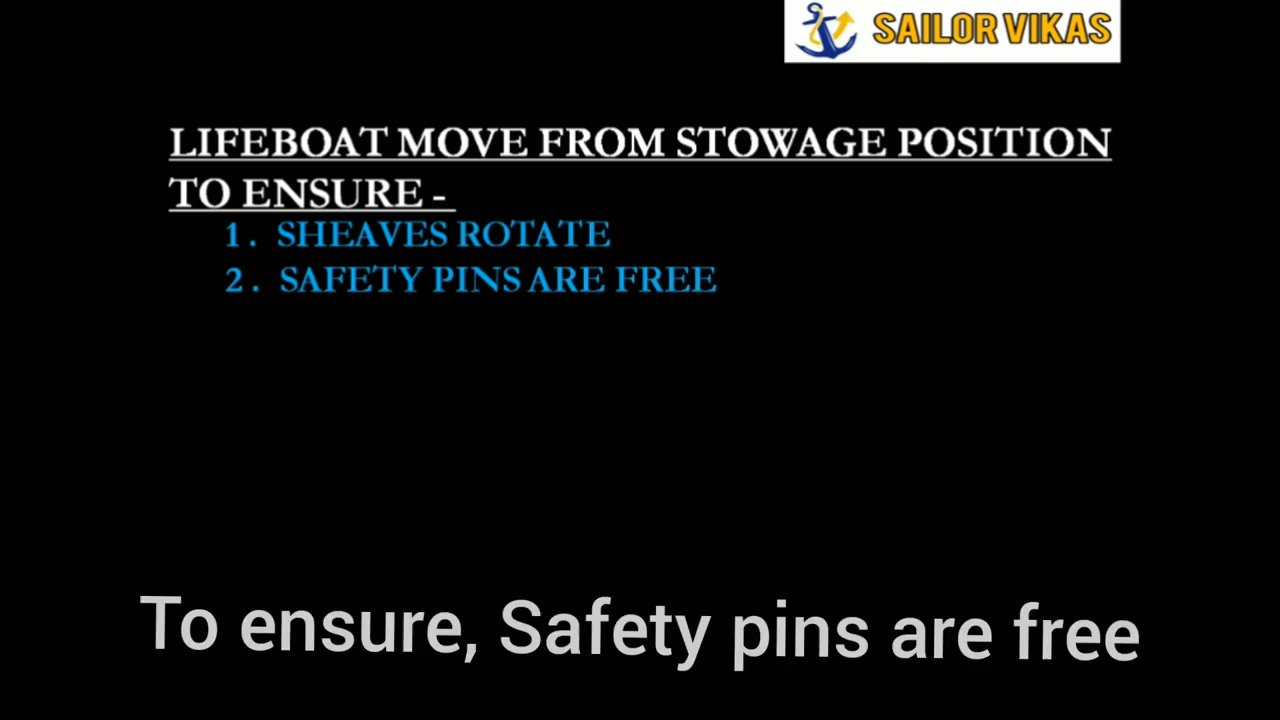 SAILOR VIKAS
LIFEBOAT MOVE FROM STOWAGE POSITION
TO ENSURE -
1. SHEAVES ROTATE
2. SAFETY PINS ARE FREE
To ensure, Safety pins are free